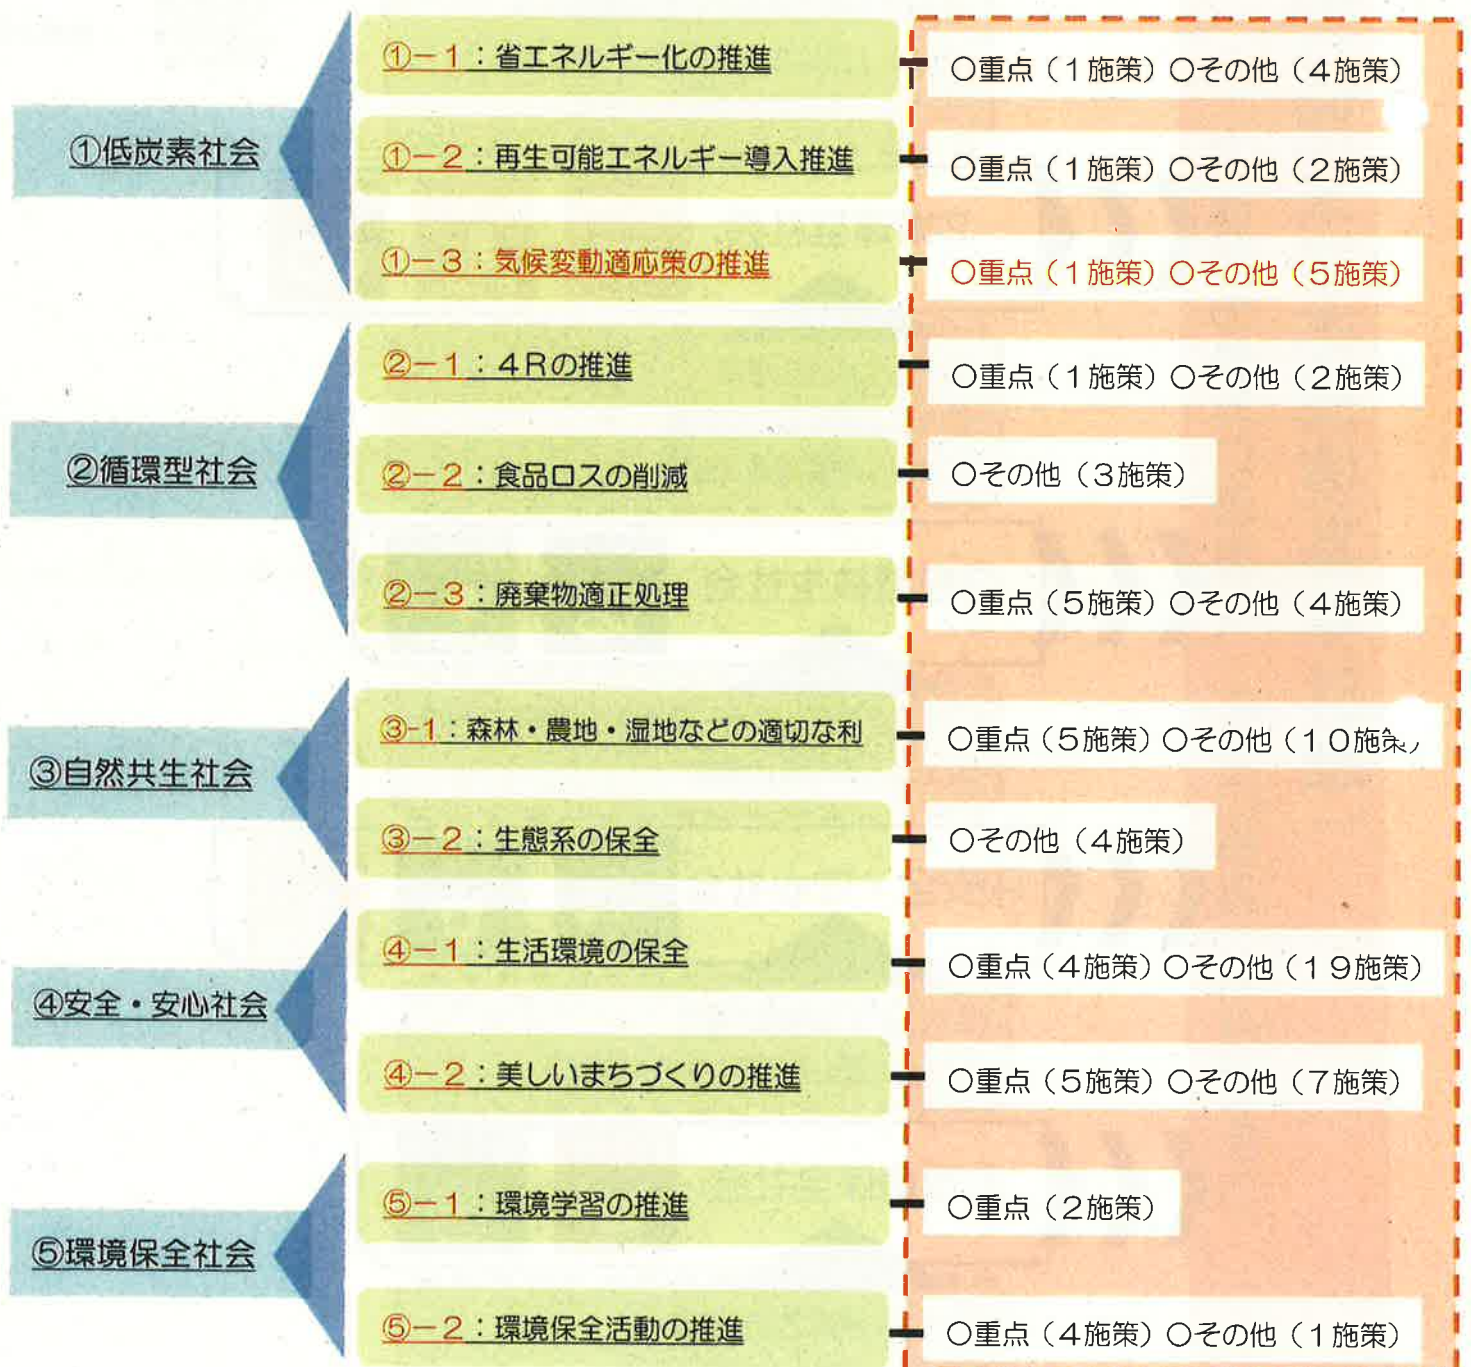 ①低炭素社会
①－1：省エネルギー化の推進
○重点（1施策）○その他（4施策）
①－2：再生可能エネルギー導入推進
○重点（1施策）○その他（2施策）
①－3：気候変動適応策の推進
○重点（1施策）○その他（5施策）
②循環型社会
②－1：4Rの推進
○重点（1施策）○その他（2施策）
②－2：食品ロスの削減
○その他（3施策）
②－3：廃棄物適正処理
○重点（5施策）○その他（4施策）
③自然共生社会
③-1：森林・農地・湿地などの適切な利
○重点（5施策）○その他（10施策）
③－2：生態系の保全
○その他（4施策）
④安全・安心社会
④－1：生活環境の保全
○重点（4施策）○その他（19施策）
④－2：美しいまちづくりの推進
○重点（5施策）○その他（7施策）
⑤環境保全社会
⑤－1：環境学習の推進
○重点（2施策）
⑤－2：環境保全活動の推進
○重点（4施策）○その他（1施策）